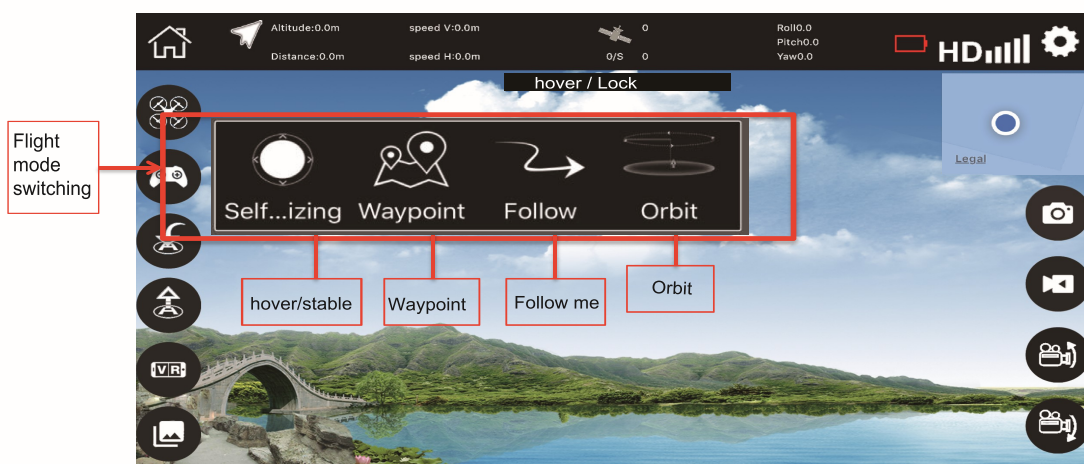 Altitude:0.0m
speed V:0.0m
0
Roll0.0
Pitch0.0
Distance:0.0m
speed H:0.0m
0/S
0
Yaw0.0
HD
hover / Lock
Flight
mode
switching
Legal
Self...izing
Waypoint
Follow
Orbit
hover/stable
Waypoint
Follow me
Orbit
VR